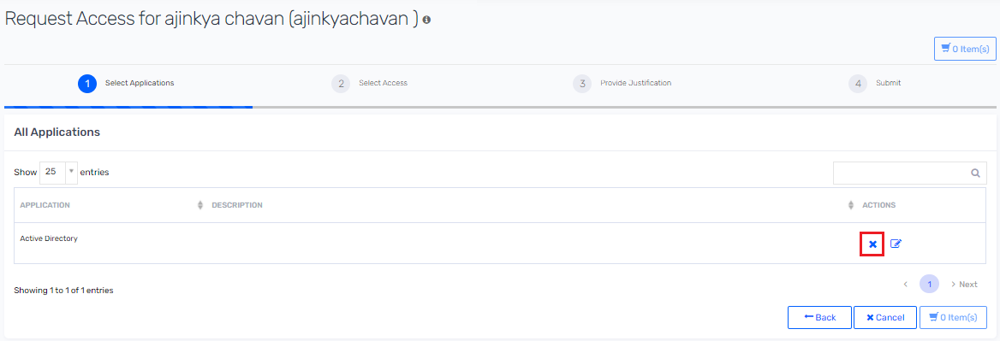 Request Access for ajinkya chavan (ajinkyachavan )
0 Item(s)
1 Select Applications 2 Select Access 3 Provide Justification 4 Submit
All Applications
Show 25 entries
APPLICATION DESCRIPTION ACTIONS
Active Directory
Showing 1 to 1 of 1 entries
< 1 > Next
Back Cancel 0 Item(s)